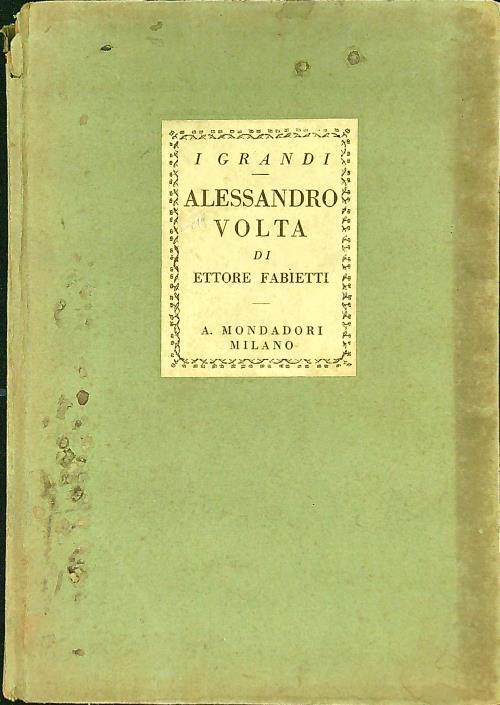 I GRANDI
ALESSANDRO
VOLTA
DI
ETTORE FABIETTI
A. MONDADORI
MILANO